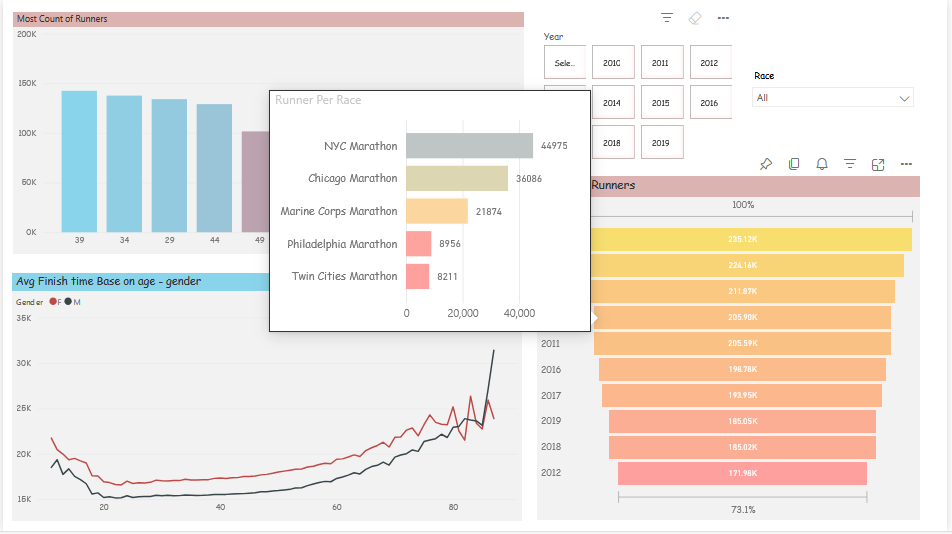 Most Count of Runners
200K
150K
100K
50K
0K
39
34
29
44
49
Year
Sele..
2010
2011
2012
2014
2015
2016
2018
2019
Race
All
Runner Per Race
NYC Marathon
44975
Chicago Marathon
36086
Marine Corps Marathon
21874
Philadelphia Marathon
8956
Twin Cities Marathon
8211
0
20,000
40,000
Runners
100%
235.12K
224.16K
211.87K
205.90K
2011
205.59K
2016
198.78K
2017
193.95K
2019
185.05K
2018
185.02K
2012
171.98K
73.1%
Avg Finish time Base on age - gender
Gender
F
M
35K
30K
25K
20K
15K
20
40
60
80